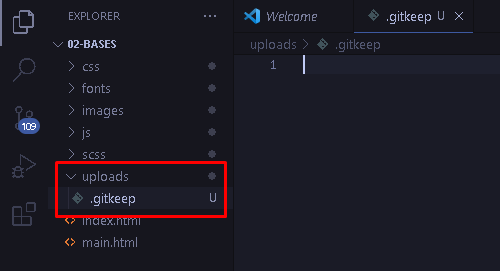 EXPLORER
...
Welcome
.gitkeep U
02-BASES
uploads > .gitkeep
css
1
fonts
images
js
109
scss
uploads
.gitkeep U
index.html
main.html